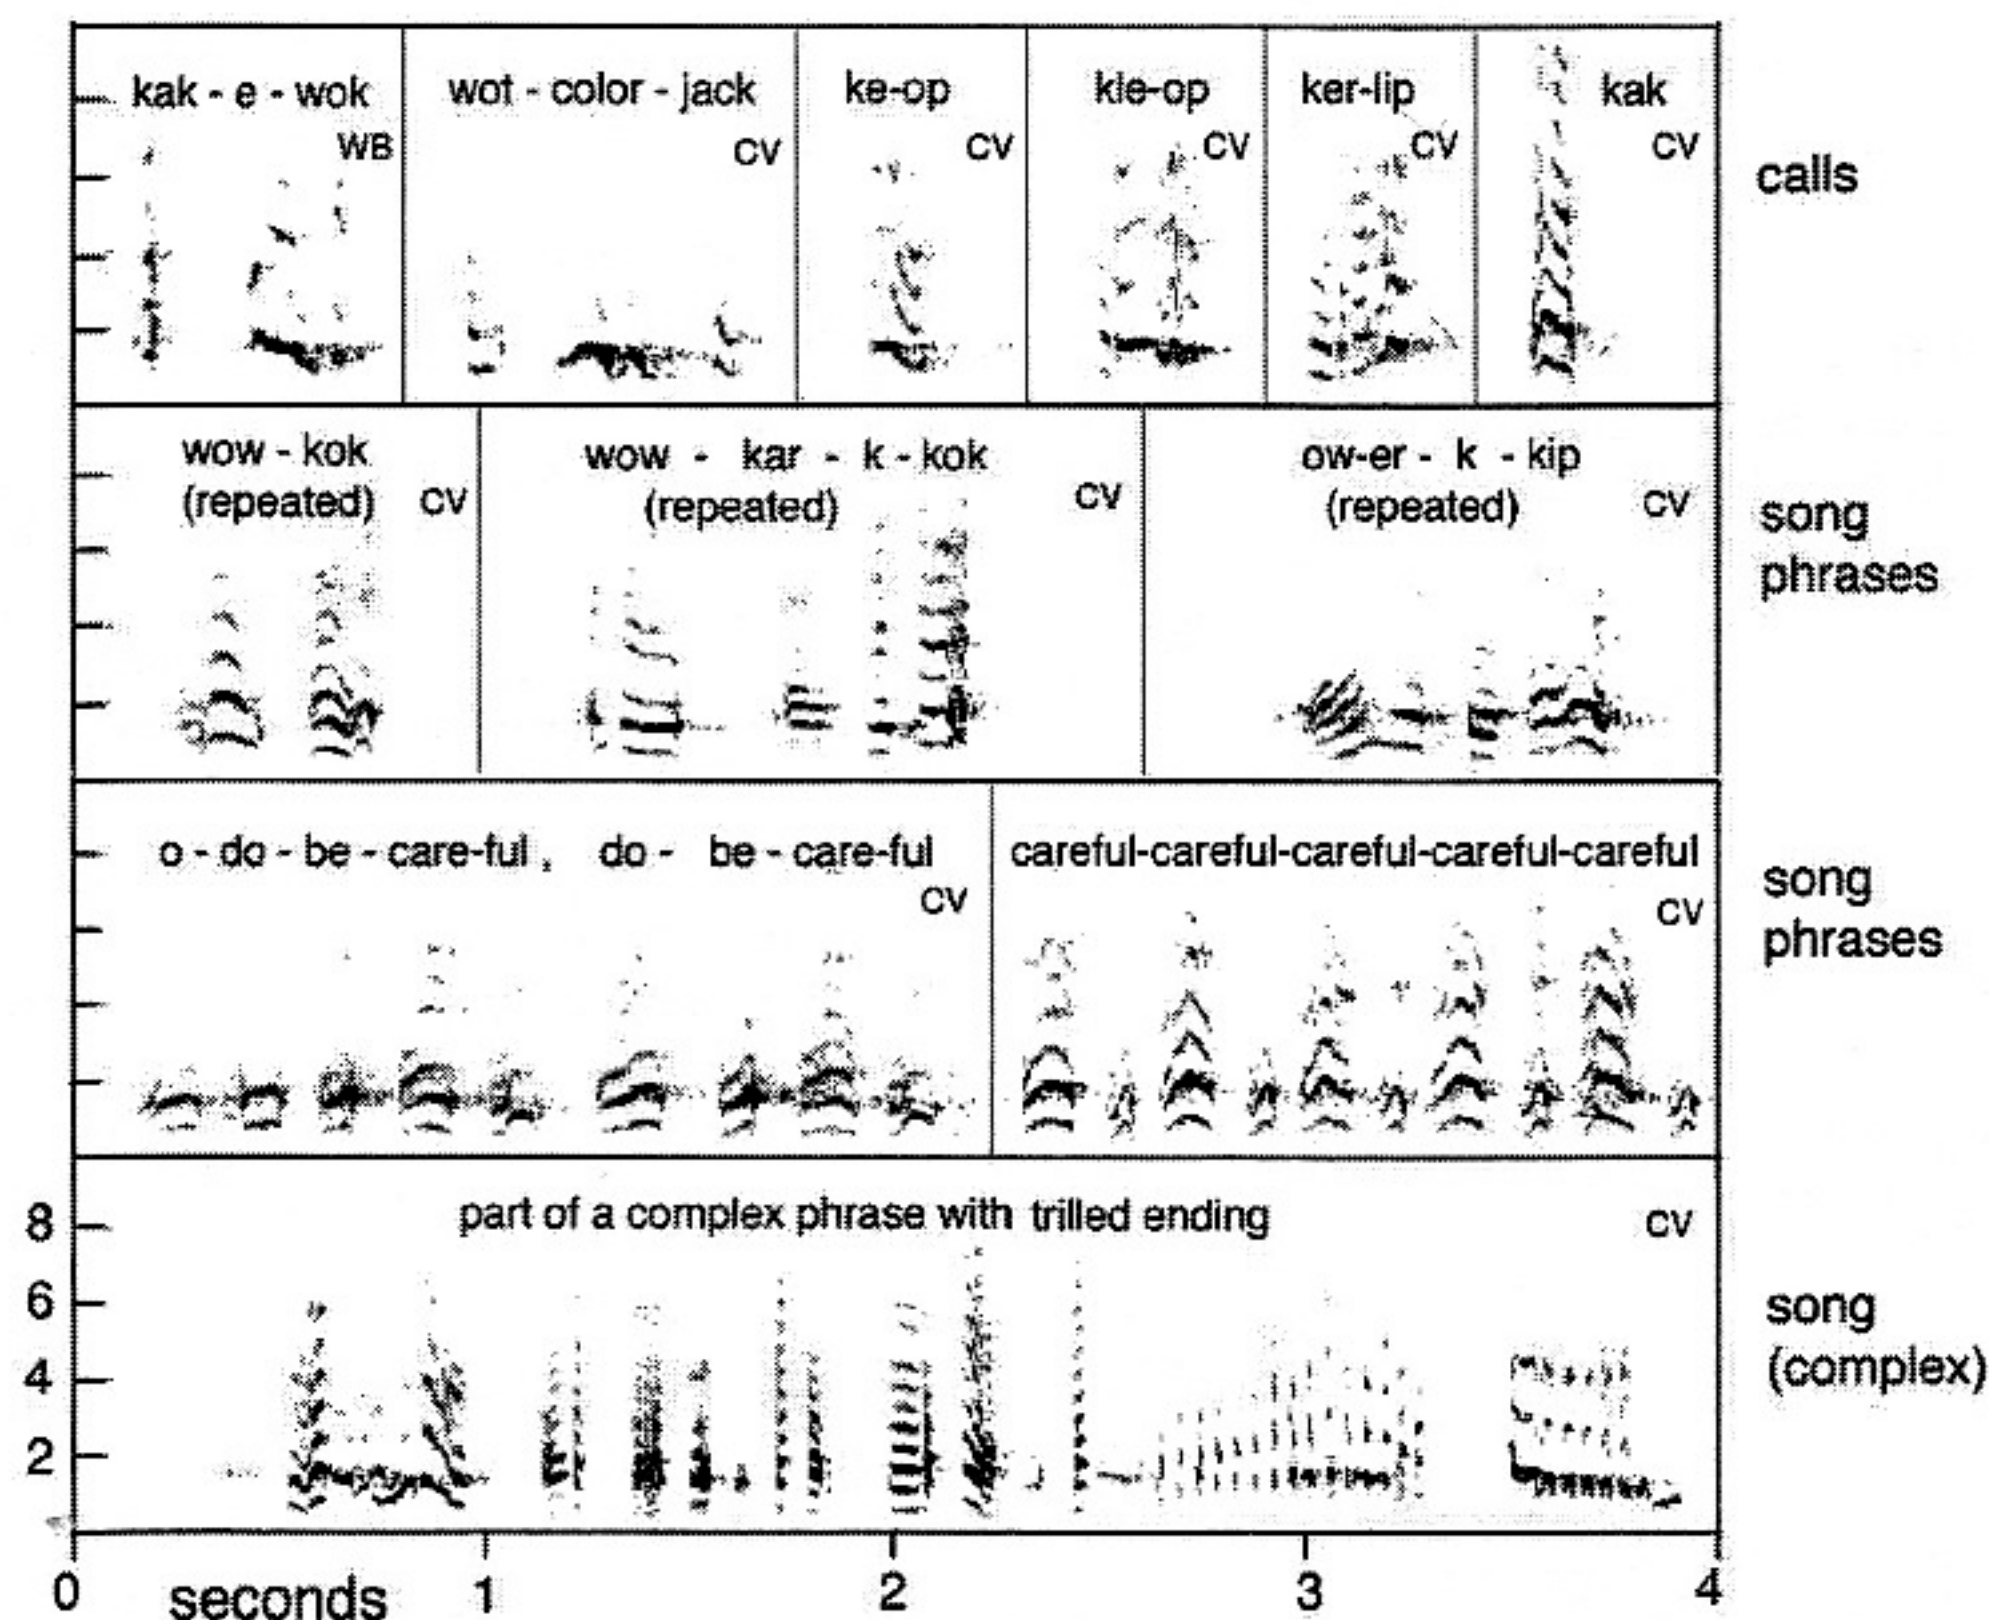 kak - e - wok
WB
wot - color - jack
CV
ke-op
CV
kle-op
CV
ker-lip
CV
kak
CV
calls
wow - kok
(repeated)
CV
wow - kar - k - kok
(repeated)
CV
ow-er - k - kip
(repeated)
CV
song
phrases
o - do - be - care-ful , do - be - care-ful
CV
careful-careful-careful-careful-careful
CV
song
phrases
part of a complex phrase with trilled ending
CV
8
6
4
2
song
(complex)
0 seconds 1 2 3 4